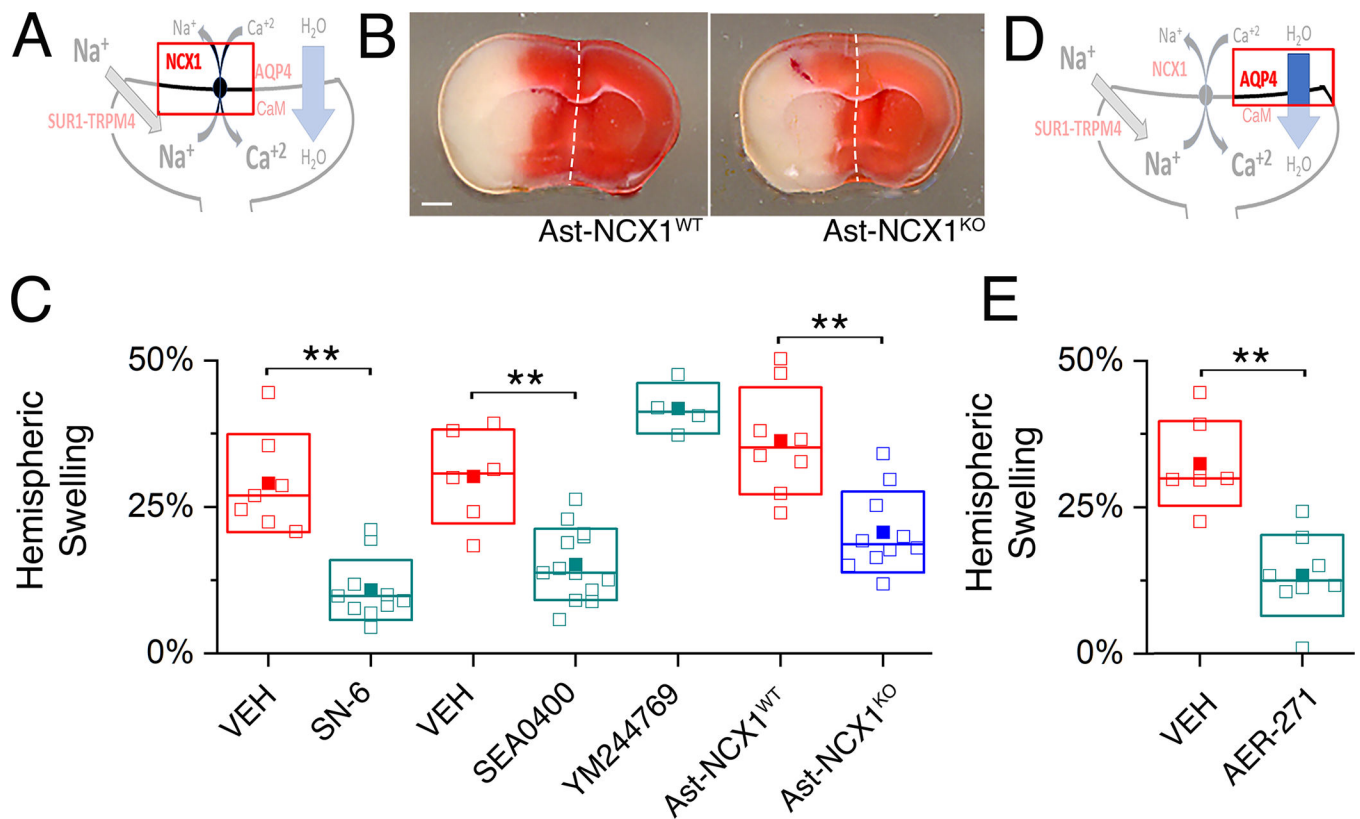 A
Na⁺
Na⁺
Ca⁺²
H₂O
NCX1
AQP4
CaM
SUR1-TRPM4
Na⁺
Ca⁺²
H₂O
B
Ast-NCX1ᵂᵀ
Ast-NCX1ᴷᴼ
D
Na⁺
Na⁺
Ca⁺²
H₂O
NCX1
AQP4
CaM
SUR1-TRPM4
Na⁺
Ca⁺²
H₂O
C
Hemispheric
Swelling
50%
25%
0%
**
**
**
VEH
SN-6
VEH
SEA0400
YM244769
Ast-NCX1ᵂᵀ
Ast-NCX1ᴷᴼ
E
Hemispheric
Swelling
50%
25%
0%
**
VEH
AER-271